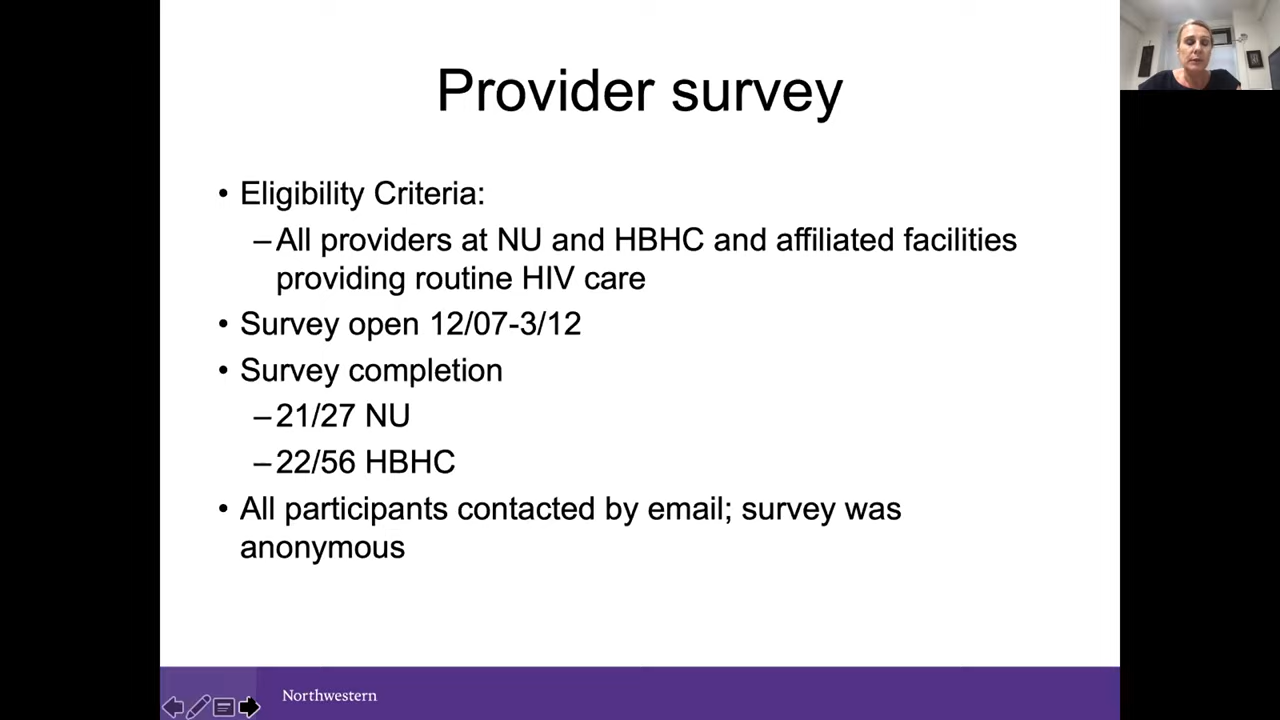 Provider survey
• Eligibility Criteria:
–All providers at NU and HBHC and affiliated facilities
providing routine HIV care
• Survey open 12/07-3/12
• Survey completion
–21/27 NU
–22/56 HBHC
• All participants contacted by email; survey was
anonymous
Northwestern